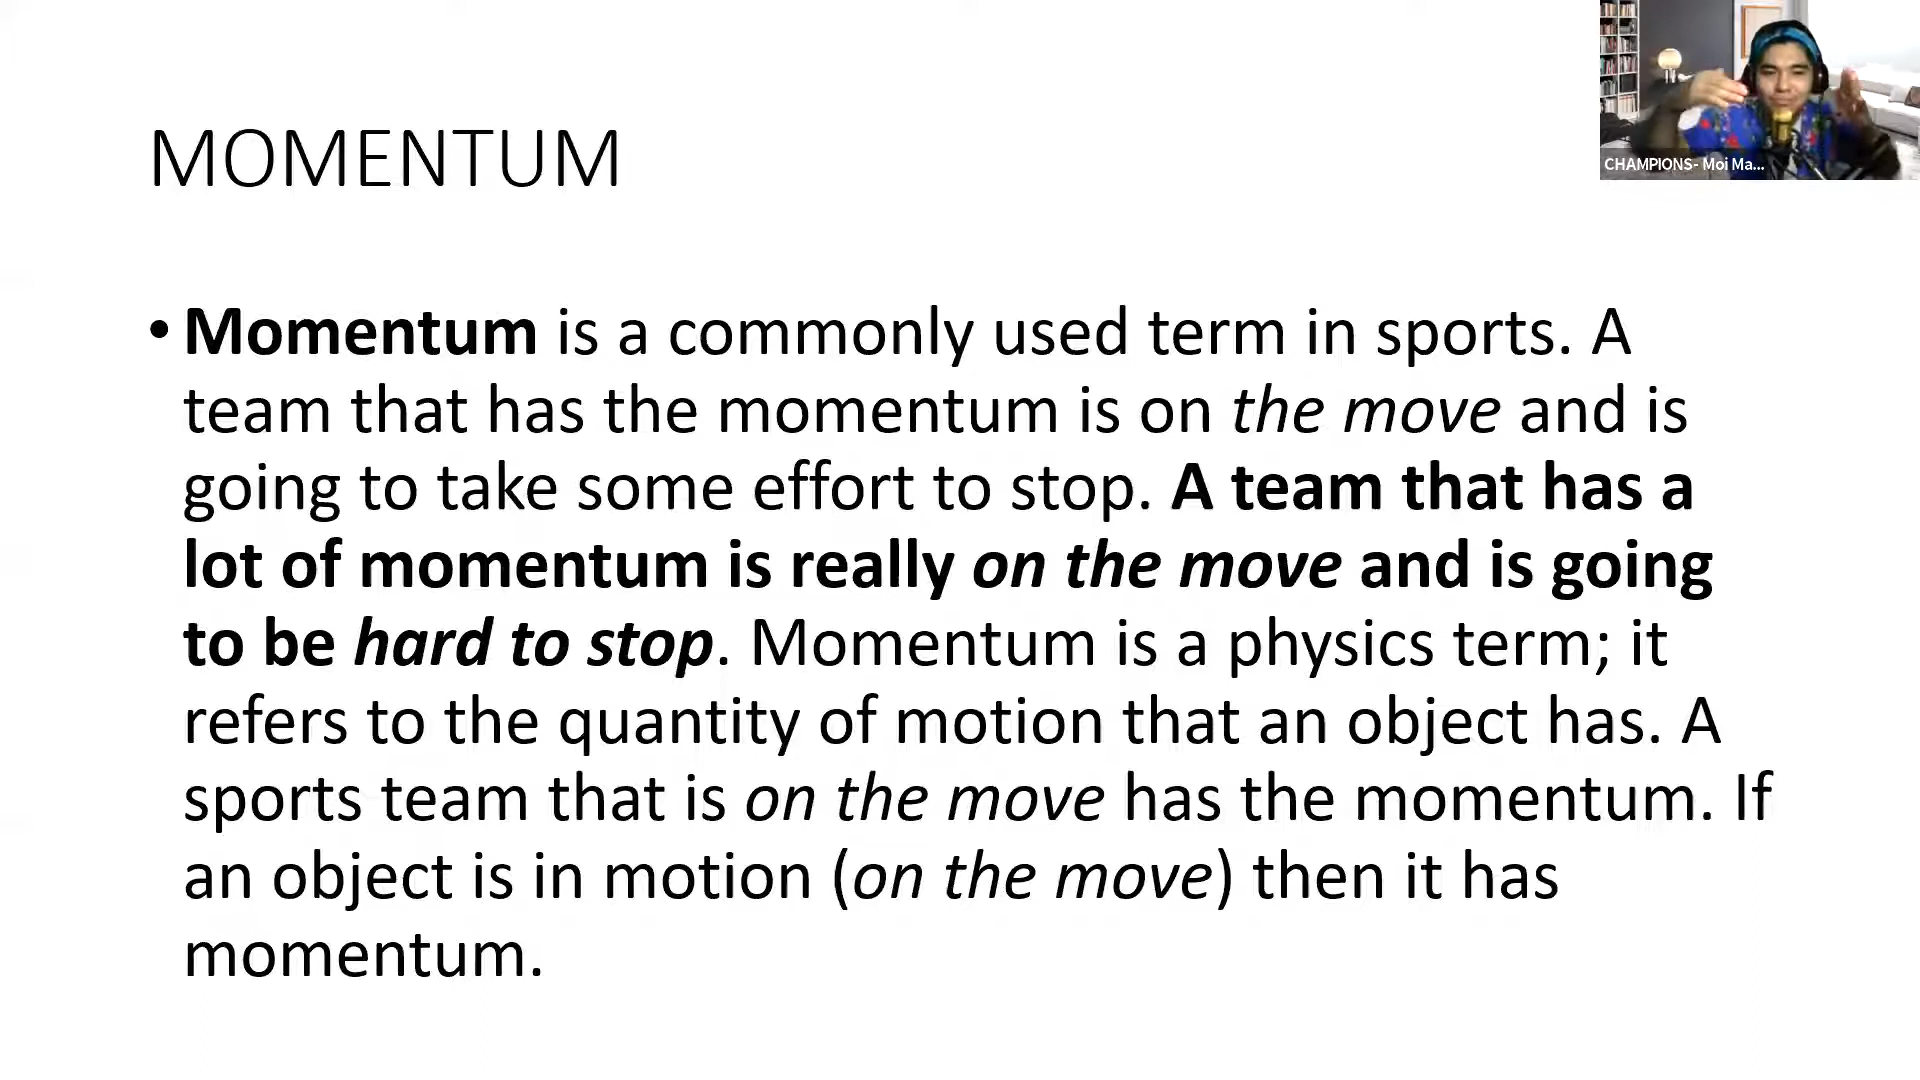 MOMENTUM
CHAMPIONS- Moi Ma...
• Momentum is a commonly used term in sports. A
team that has the momentum is on the move and is
going to take some effort to stop. A team that has a
lot of momentum is really on the move and is going
to be hard to stop. Momentum is a physics term; it
refers to the quantity of motion that an object has. A
sports team that is on the move has the momentum. If
an object is in motion (on the move) then it has
momentum.